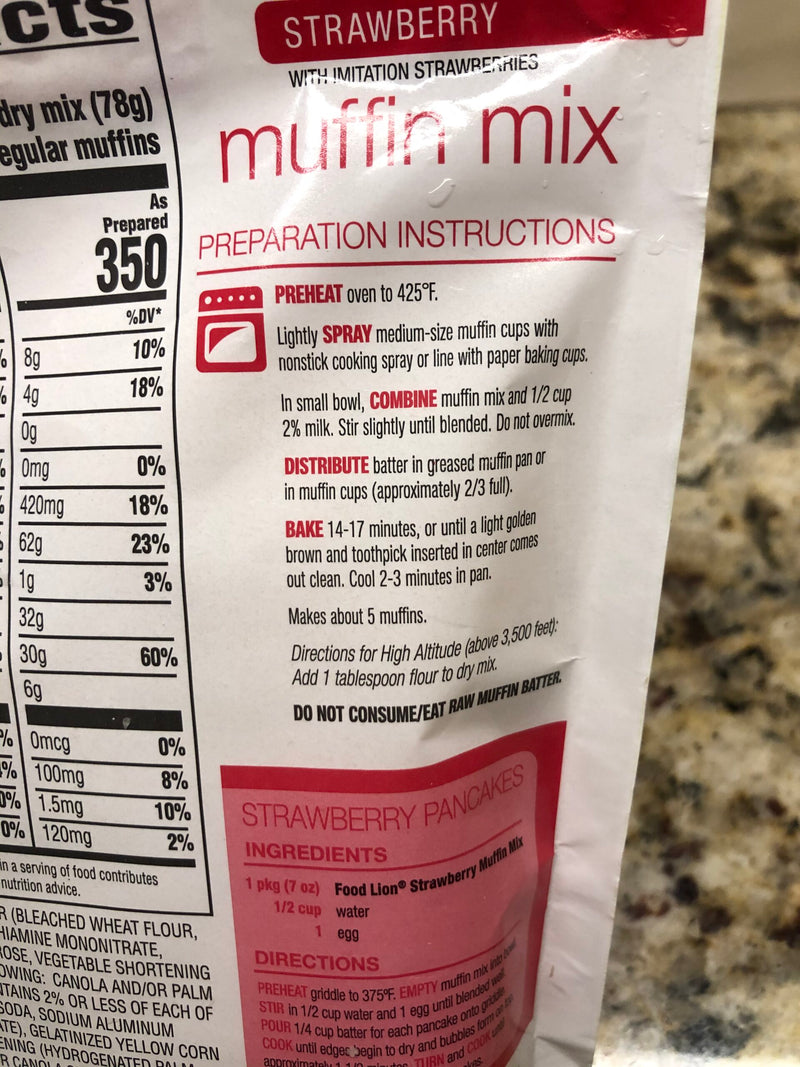 cts
dry mix (78g)
egular muffins
As
Prepared
350
%DV*
8g 10%
4g 18%
0g
0mg 0%
420mg 18%
62g 23%
1g 3%
32g
30g 60%
6g
% 0mcg 0%
% 100mg 8%
0% 1.5mg 10%
0% 120mg 2%
in a serving of food contributes
nutrition advice.
R (BLEACHED WHEAT FLOUR,
HIAMINE MONONITRATE,
ROSE, VEGETABLE SHORTENING
OWING: CANOLA AND/OR PALM
NTAINS 2% OR LESS OF EACH OF
SODA, SODIUM ALUMINUM
ATE), GELATINIZED YELLOW CORN
ENING (HYDROGENATED PALM
STRAWBERRY
WITH IMITATION STRAWBERRIES
muffin mix
PREPARATION INSTRUCTIONS
PREHEAT oven to 425°F.
Lightly SPRAY medium-size muffin cups with
nonstick cooking spray or line with paper baking cups.
In small bowl, COMBINE muffin mix and 1/2 cup
2% milk. Stir slightly until blended. Do not overmix.
DISTRIBUTE batter in greased muffin pan or
in muffin cups (approximately 2/3 full).
BAKE 14-17 minutes, or until a light golden
brown and toothpick inserted in center comes
out clean. Cool 2-3 minutes in pan.
Makes about 5 muffins.
Directions for High Altitude (above 3,500 feet):
Add 1 tablespoon flour to dry mix.
DO NOT CONSUME/EAT RAW MUFFIN BATTER.
STRAWBERRY PANCAKES
INGREDIENTS
1 pkg (7 oz) Food Lion® Strawberry Muffin Mix
1/2 cup water
1 egg
DIRECTIONS
PREHEAT griddle to 375°F. EMPTY muffin mix into bowl.
STIR in 1/2 cup water and 1 egg until blended well.
POUR 1/4 cup batter for each pancake onto griddle.
COOK until edges begin to dry and bubbles form on top,
approximately 1 1/2 minutes. TURN and COOK until